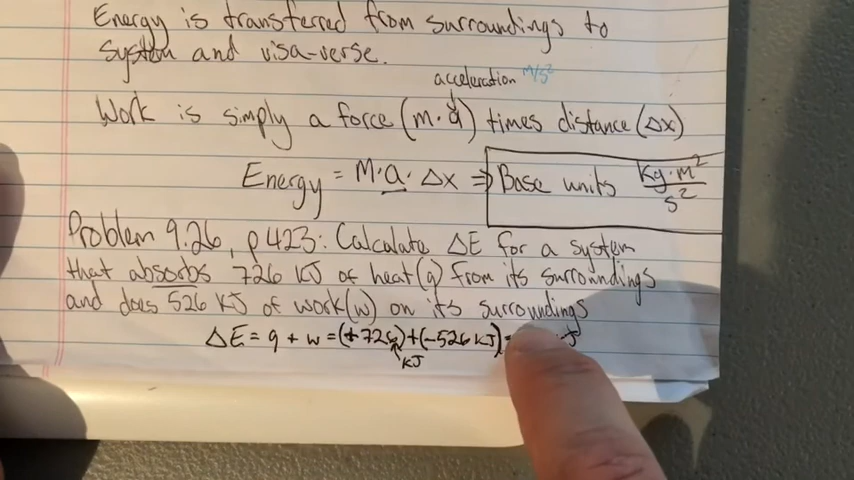 Energy is transferred from surroundings to
system and visa-verse.
acceleration m/s²
Work is simply a force (m·a) times distance (Δx)
Energy = m·a·Δx ⇒ Base units kg·m²/s²
Problem 9.26, p423: Calculate ΔE for a system
that absorbs 726 KJ of heat(q) from its surroundings
and does 526 KJ of work(w) on its surroundings
ΔE = q + w = (+726)+(-526 KJ) =
KJ